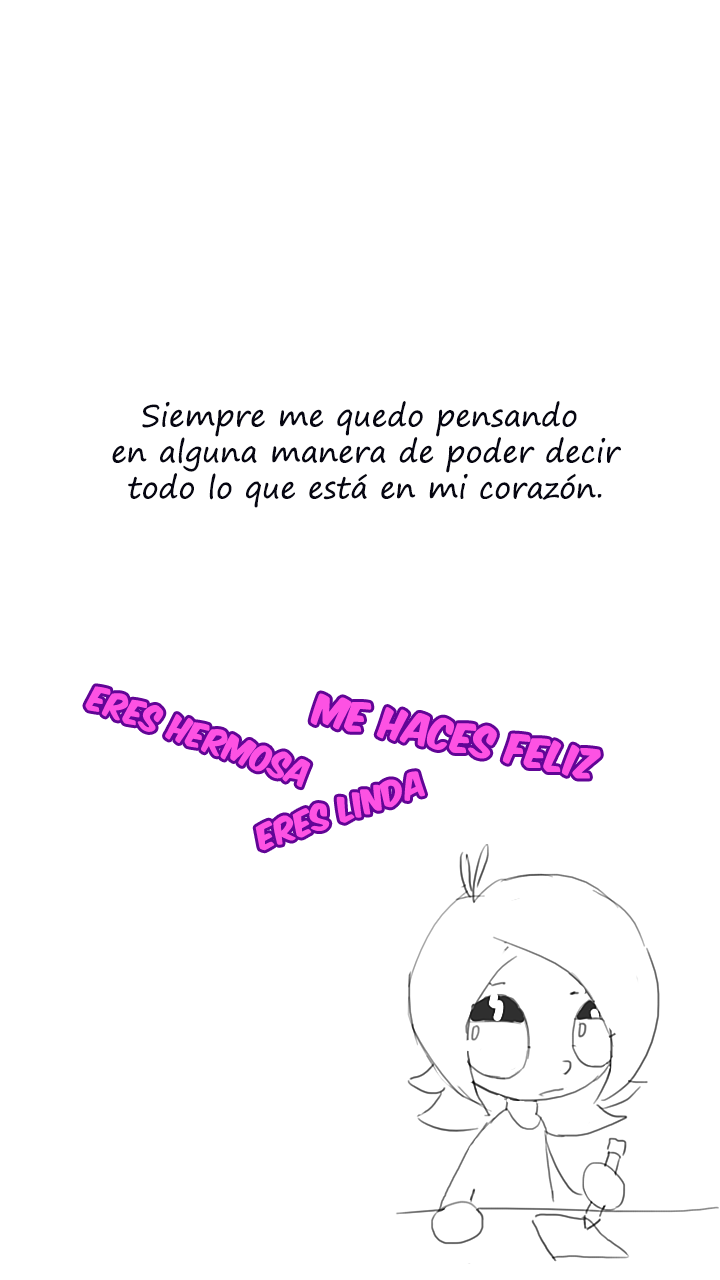 Siempre me quedo pensando
en alguna manera de poder decir
todo lo que está en mi corazón.
ERES HERMOSA
ME HACES FELIZ
ERES LINDA